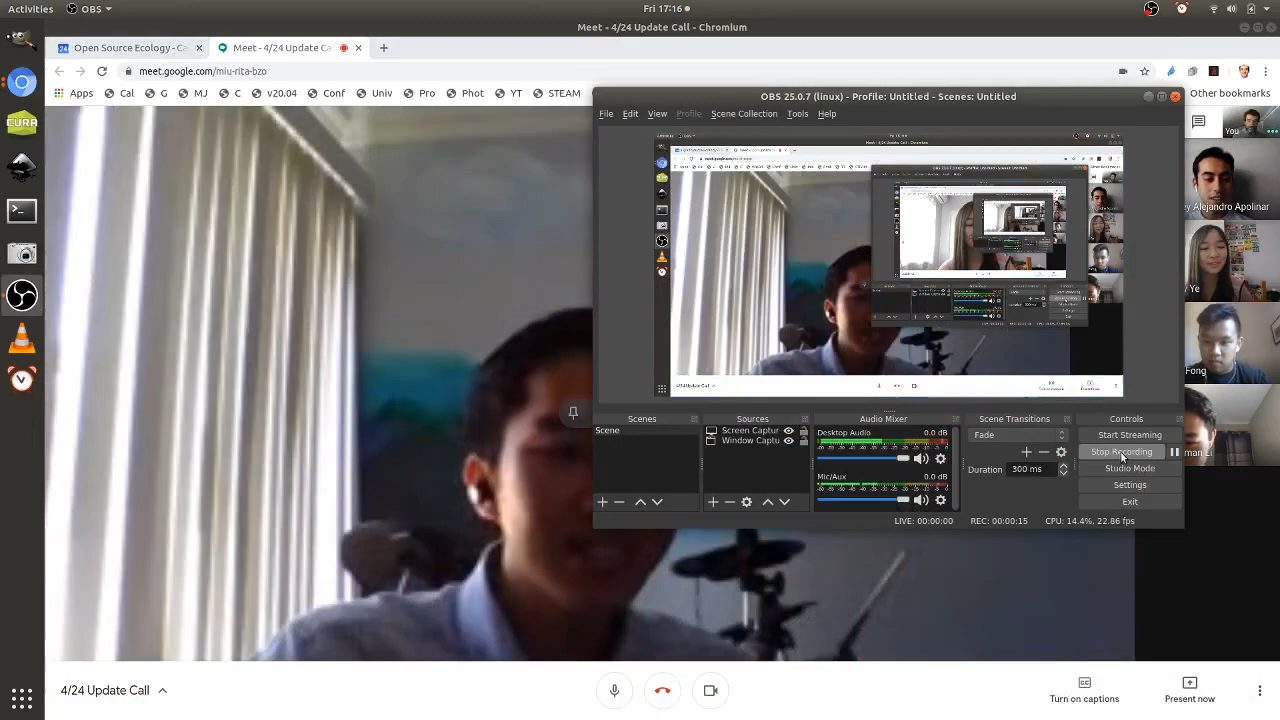 Activities
OBS
Fri 17:16
Meet - 4/24 Update Call - Chromium
Open Source Ecology - Ca
Meet - 4/24 Update Ca
meet.google.com/miu-rita-bzo
Apps
Cal
G
MJ
C
v20.04
Conf
Univ
Pro
Phot
YT
STEAM
Other bookmarks
OBS 25.0.7 (linux) - Profile: Untitled - Scenes: Untitled
File Edit View Profile Scene Collection Tools Help
You
ey Alejandro Apolinar
Ye
Fong
man Li
CURA
Scenes
Sources
Audio Mixer
Scene Transitions
Controls
Scene
Screen Captur
Window Captu
Desktop Audio
0.0 dB
Mic/Aux
0.0 dB
Fade
Duration 300 ms
Start Streaming
Stop Recording
Studio Mode
Settings
Exit
LIVE: 00:00:00
REC: 00:00:15
CPU: 14.4%, 22.86 fps
4/24 Update Call
Turn on captions
Present now